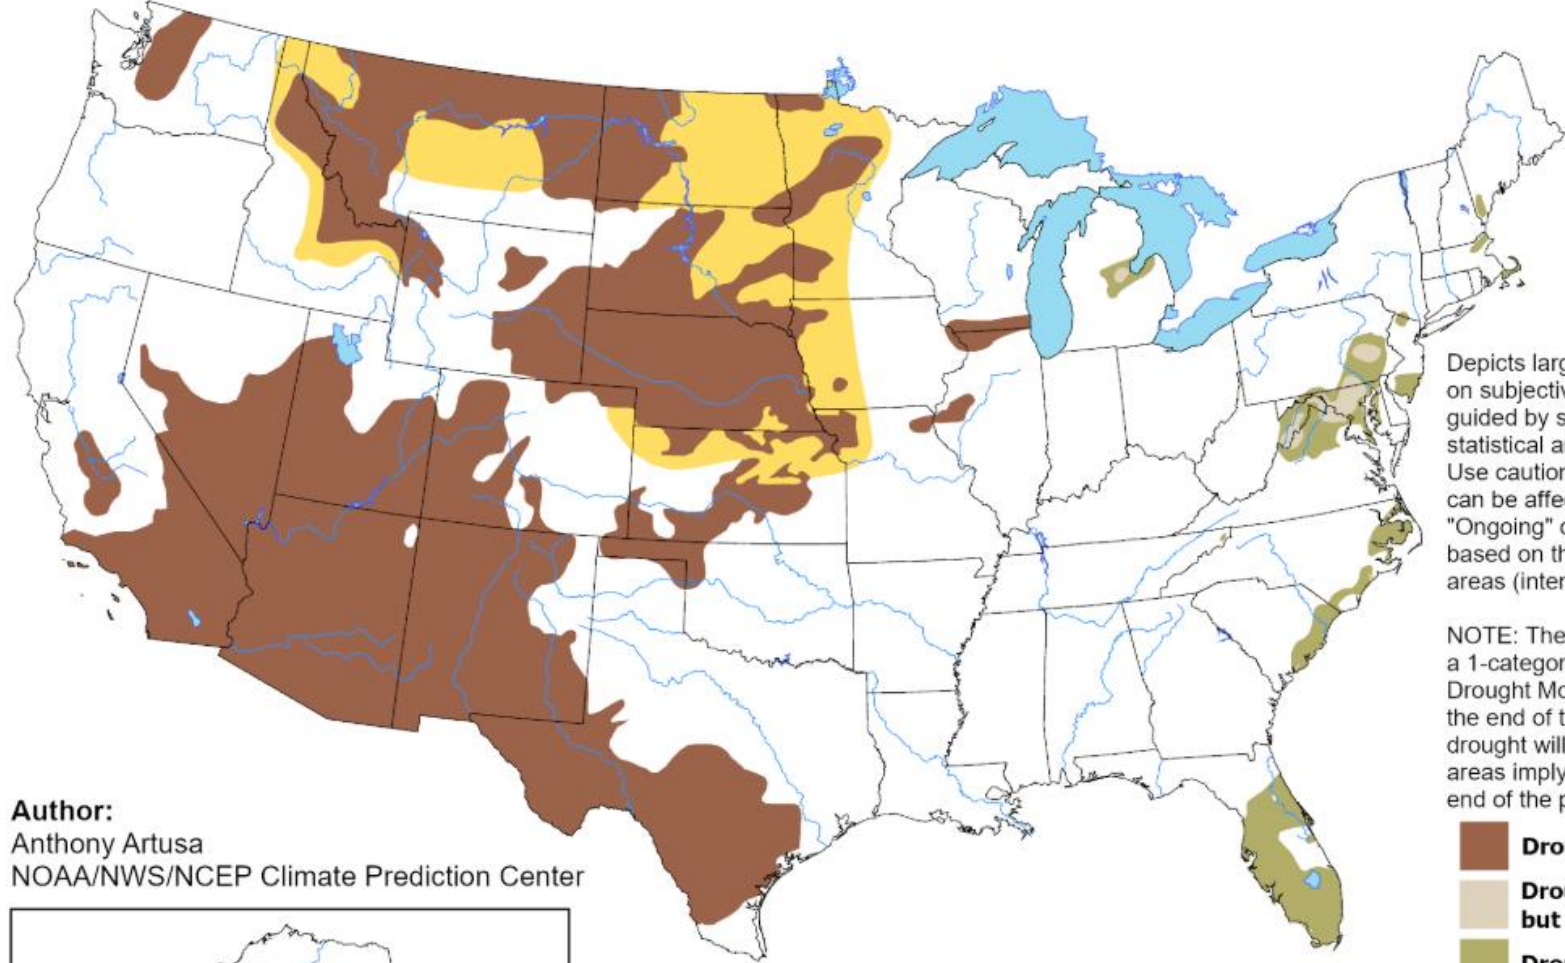 Depicts larg
on subjectiv
guided by s
statistical a
Use caution
can be affe
"Ongoing" d
based on th
areas (inter
NOTE: The
a 1-categor
Drought Mo
the end of t
drought will
areas imply
end of the p
Author:
Anthony Artusa
NOAA/NWS/NCEP Climate Prediction Center
Dro
Dro
but